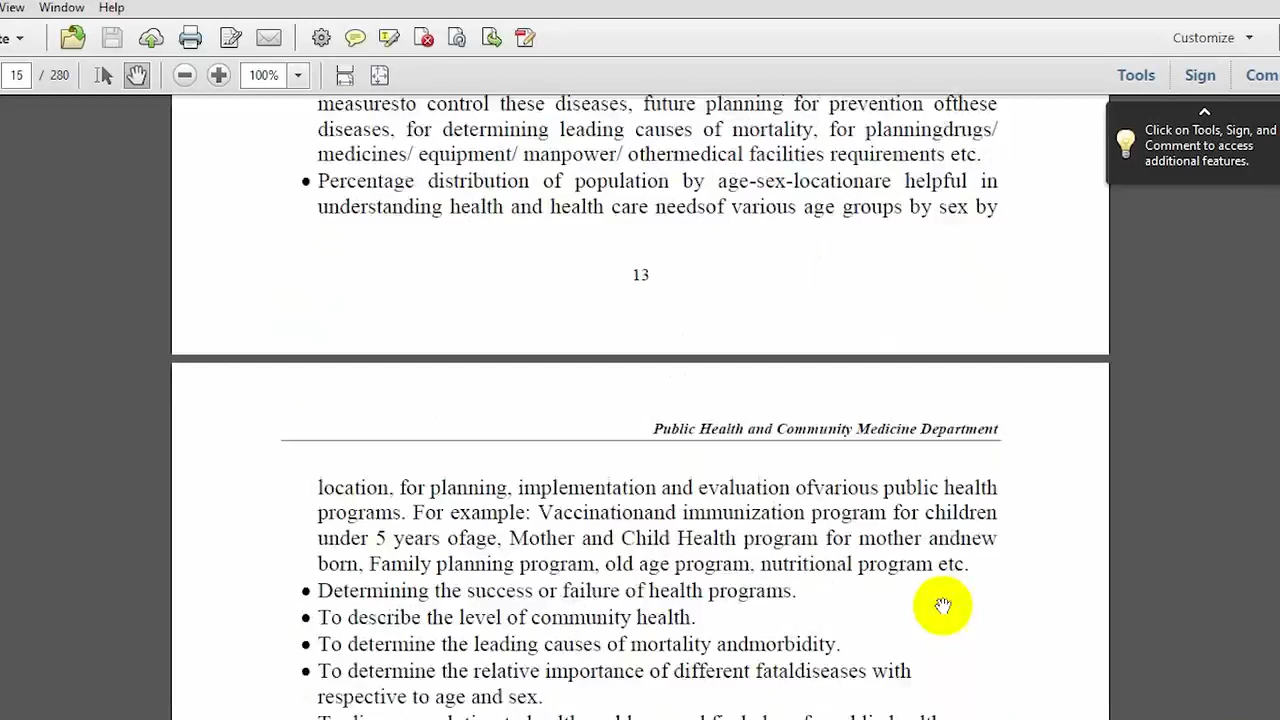 View Window Help
te
Customize
15 / 280
100%
Tools Sign Com
Click on Tools, Sign, and
Comment to access
additional features.
measuresto control these diseases, future planning for prevention ofthese
diseases, for determining leading causes of mortality, for planningdrugs/
medicines/ equipment/ manpower/ othermedical facilities requirements etc.
• Percentage distribution of population by age-sex-locationare helpful in
understanding health and health care needsof various age groups by sex by
13
Public Health and Community Medicine Department
location, for planning, implementation and evaluation ofvarious public health
programs. For example: Vaccinationand immunization program for children
under 5 years ofage, Mother and Child Health program for mother andnew
born, Family planning program, old age program, nutritional program etc.
• Determining the success or failure of health programs.
• To describe the level of community health.
• To determine the leading causes of mortality andmorbidity.
• To determine the relative importance of different fataldiseases with
respective to age and sex.